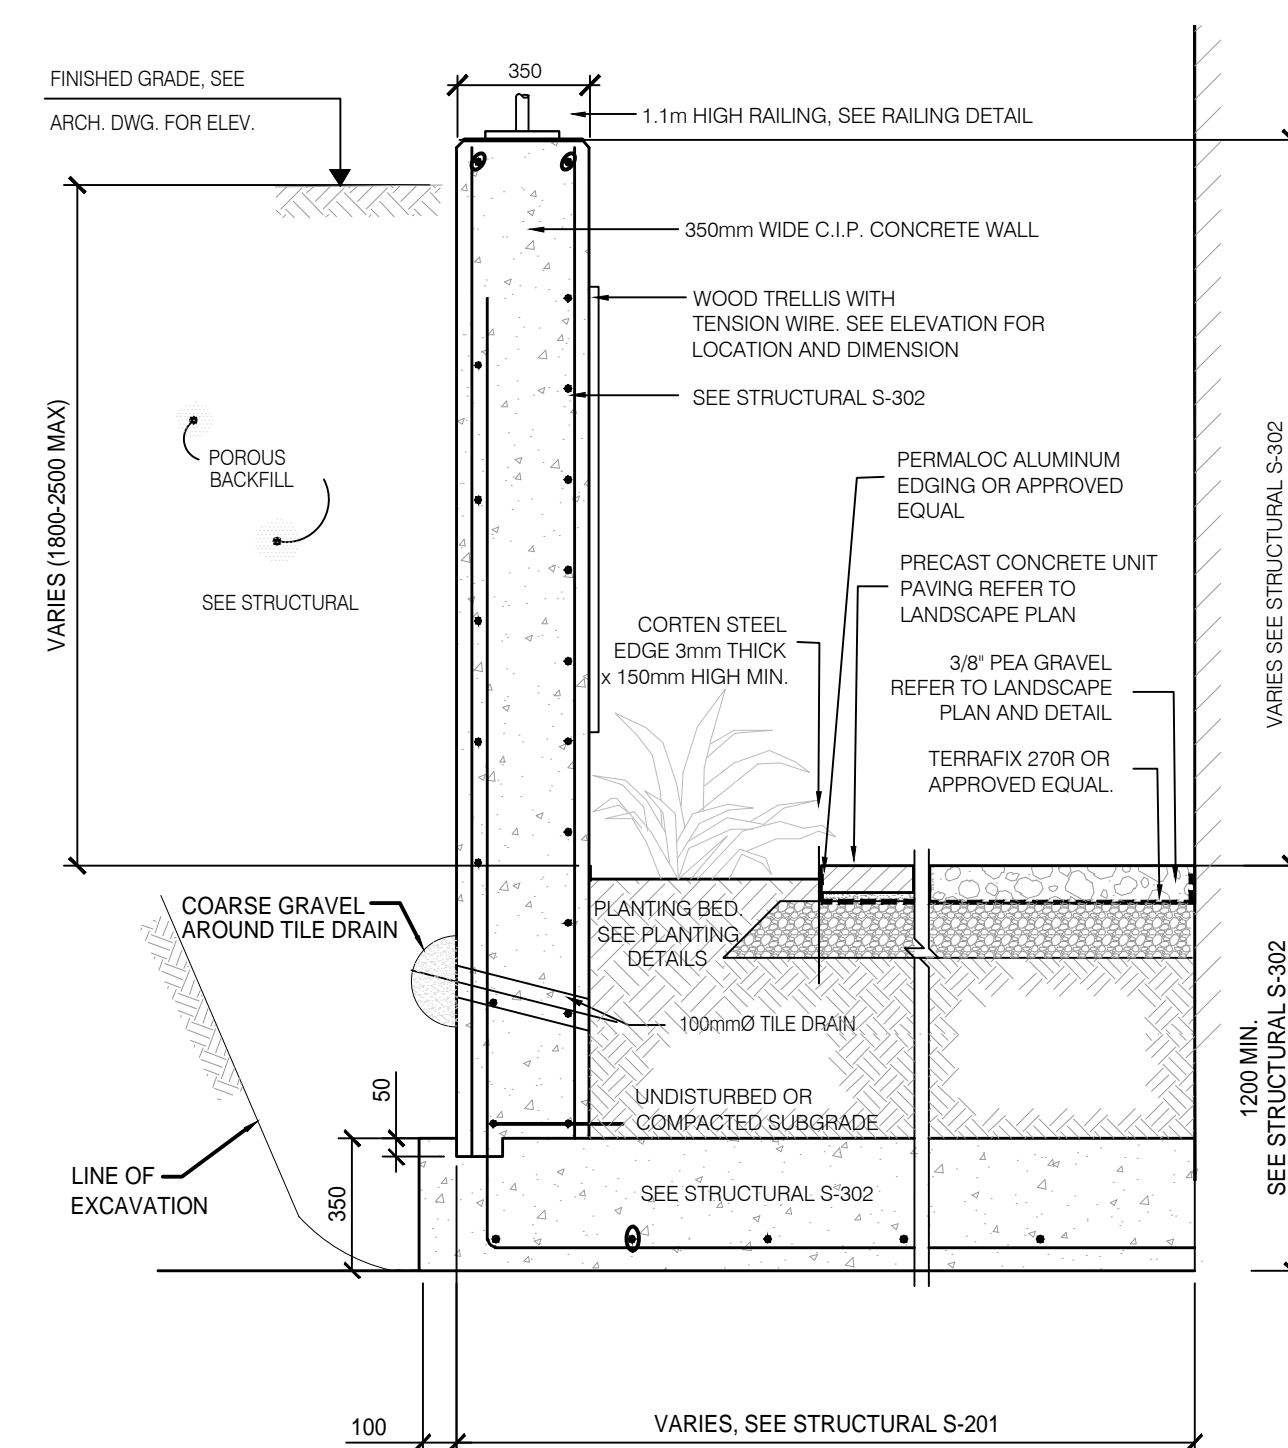 350
FINISHED GRADE, SEE
ARCH. DWG. FOR ELEV.
1.1m HIGH RAILING, SEE RAILING DETAIL
350mm WIDE C.I.P. CONCRETE WALL
WOOD TRELLIS WITH
TENSION WIRE. SEE ELEVATION FOR
LOCATION AND DIMENSION
SEE STRUCTURAL S-302
VARIES (1800-2500 MAX)
POROUS
BACKFILL
SEE STRUCTURAL
PERMALOC ALUMINUM
EDGING OR APPROVED
EQUAL
PRECAST CONCRETE UNIT
PAVING REFER TO
LANDSCAPE PLAN
CORTEN STEEL
EDGE 3mm THICK
x 150mm HIGH MIN.
3/8" PEA GRAVEL
REFER TO LANDSCAPE
PLAN AND DETAIL
TERRAFIX 270R OR
APPROVED EQUAL.
VARIES SEE STRUCTURAL S-302
COARSE GRAVEL
AROUND TILE DRAIN
PLANTING BED.
SEE PLANTING
DETAILS
100mmØ TILE DRAIN
UNDISTURBED OR
COMPACTED SUBGRADE
50
350
LINE OF
EXCAVATION
SEE STRUCTURAL S-302
1200 MIN.
SEE STRUCTURAL S-302
100
VARIES, SEE STRUCTURAL S-201